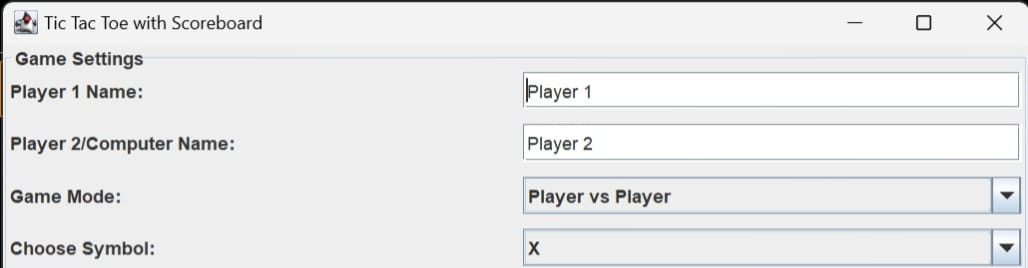 Tic Tac Toe with Scoreboard
Game Settings
Player 1 Name: Player 1
Player 2/Computer Name: Player 2
Game Mode: Player vs Player
Choose Symbol: X